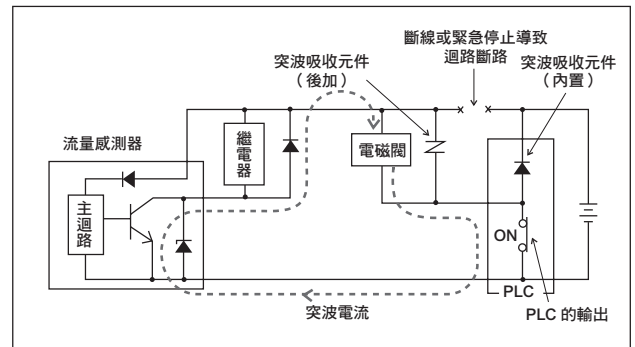 斷線或緊急停止導致
迴路斷路
突波吸收元件
（後加）
突波吸收元件
（內置）
流量感測器
繼電器
電磁閥
主迴路
ON
PLC
突波電流
PLC 的輸出